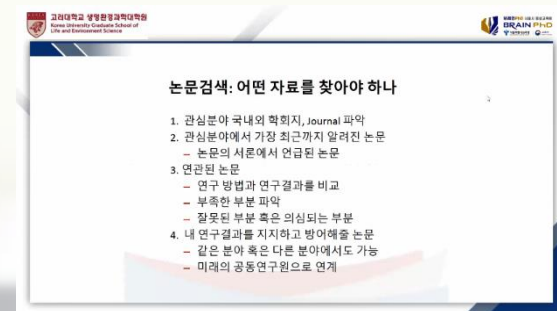 고려대학교 생명환경과학대학원
Korea University Graduate School of
Life and Environment Science
BRAIN PhD
논문검색: 어떤 자료를 찾아야 하나
1. 관심분야 국내외 학회지, Journal 파악
2. 관심분야에서 가장 최근까지 알려진 논문
– 논문의 서론에서 언급된 논문
3. 연관된 논문
– 연구 방법과 연구결과를 비교
– 부족한 부분 파악
– 잘못된 부분 혹은 의심되는 부분
4. 내 연구결과를 지지하고 방어해줄 논문
– 같은 분야 혹은 다른 분야에서도 가능
– 미래의 공동연구원으로 연계